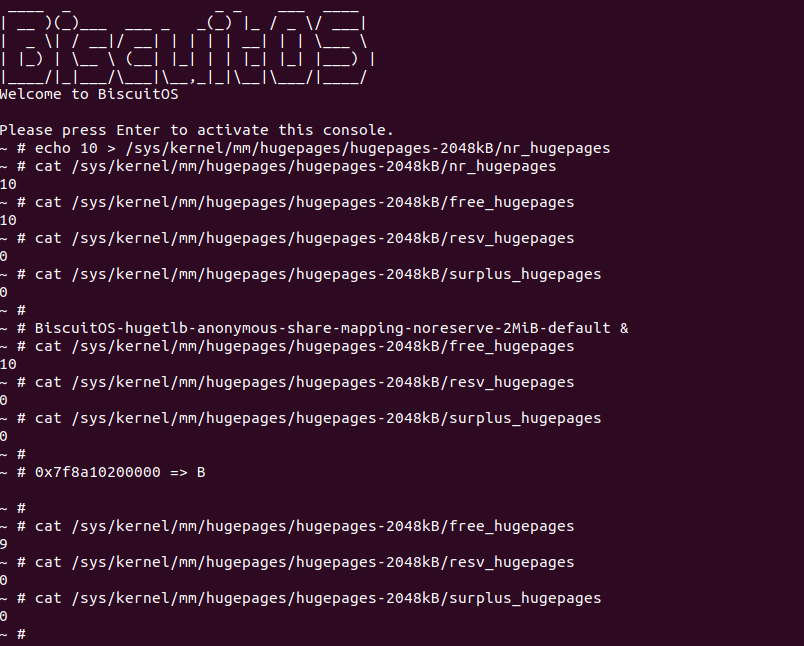 BiscuitOS
Welcome to BiscuitOS
Please press Enter to activate this console.
~ # echo 10 > /sys/kernel/mm/hugepages/hugepages-2048kB/nr_hugepages
~ # cat /sys/kernel/mm/hugepages/hugepages-2048kB/nr_hugepages
10
~ # cat /sys/kernel/mm/hugepages/hugepages-2048kB/free_hugepages
10
~ # cat /sys/kernel/mm/hugepages/hugepages-2048kB/resv_hugepages
0
~ # cat /sys/kernel/mm/hugepages/hugepages-2048kB/surplus_hugepages
0
~ #
~ # BiscuitOS-hugetlb-anonymous-share-mapping-noreserve-2MiB-default &
~ # cat /sys/kernel/mm/hugepages/hugepages-2048kB/free_hugepages
10
~ # cat /sys/kernel/mm/hugepages/hugepages-2048kB/resv_hugepages
0
~ # cat /sys/kernel/mm/hugepages/hugepages-2048kB/surplus_hugepages
0
~ #
~ # 0x7f8a10200000 => B
~ #
~ # cat /sys/kernel/mm/hugepages/hugepages-2048kB/free_hugepages
9
~ # cat /sys/kernel/mm/hugepages/hugepages-2048kB/resv_hugepages
0
~ # cat /sys/kernel/mm/hugepages/hugepages-2048kB/surplus_hugepages
0
~ #